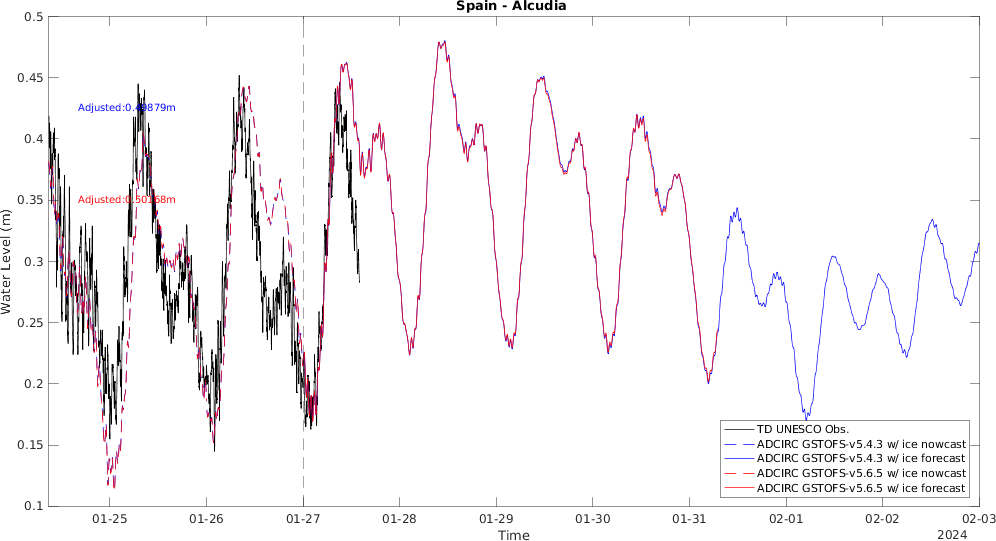 Spain - Alcudia
0.5
0.45
0.4
0.35
0.3
0.25
0.2
0.15
0.1
Water Level (m)
Adjusted:0.49879m
Adjusted:0.50168m
TD UNESCO Obs.
ADCIRC GSTOFS-v5.4.3 w/ ice nowcast
ADCIRC GSTOFS-v5.4.3 w/ ice forecast
ADCIRC GSTOFS-v5.6.5 w/ ice nowcast
ADCIRC GSTOFS-v5.6.5 w/ ice forecast
01-25 01-26 01-27 01-28 01-29 01-30 01-31 02-01 02-02 02-03
Time
2024